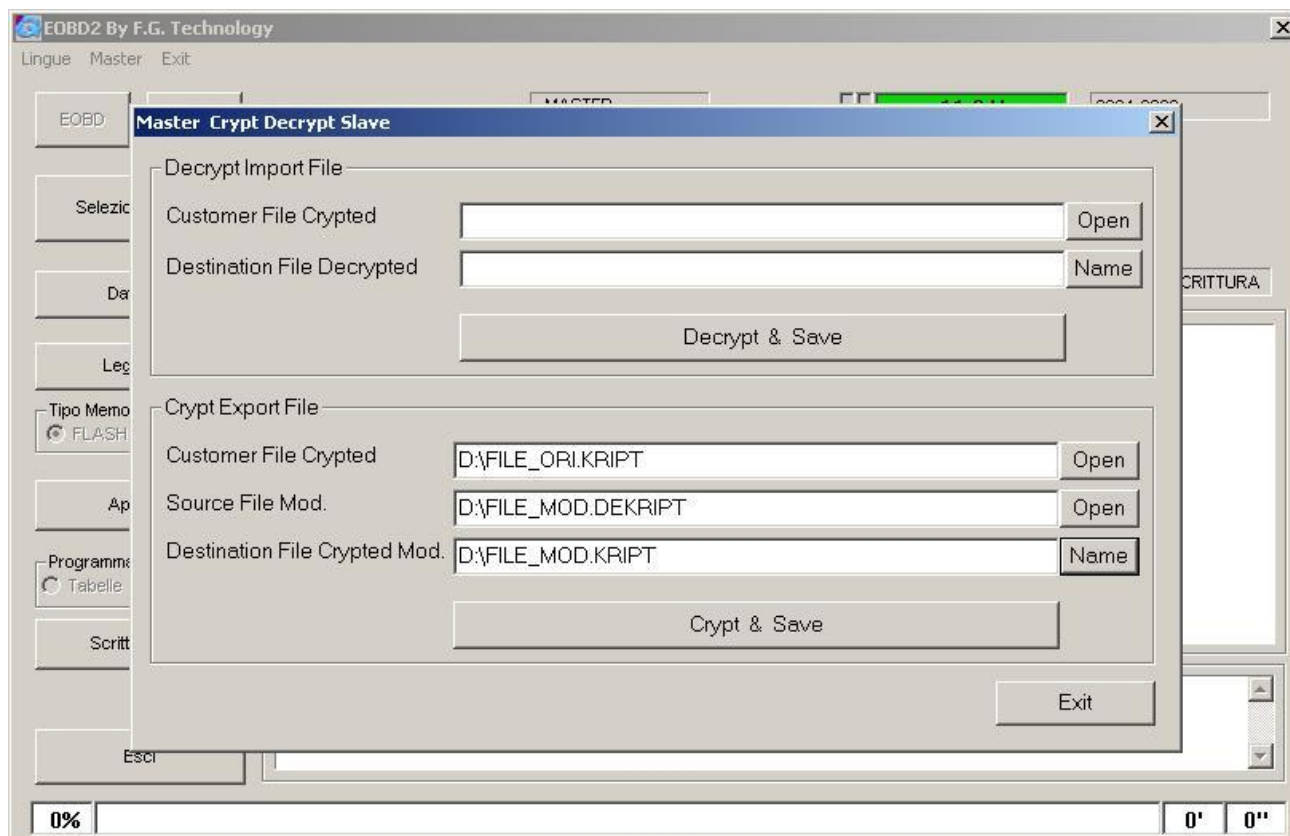 EOBD2 By F.G. Technology
Lingue Master Exit
EOBD
Master Crypt Decrypt Slave
Decrypt Import File
Customer File Crypted
Open
Destination File Decrypted
Name
Decrypt & Save
Crypt Export File
Customer File Crypted
D:\FILE_ORI.KRIPT
Open
Source File Mod.
D:\FILE_MOD.DEKRIPT
Open
Destination File Crypted Mod.
D:\FILE_MOD.KRIPT
Name
Crypt & Save
Exit
Selezic
Da
Leg
Tipo Memo
FLASH
Ap
Programma
Tabelle
Scritt
Esci
CRITTURA
0%
0' 0''